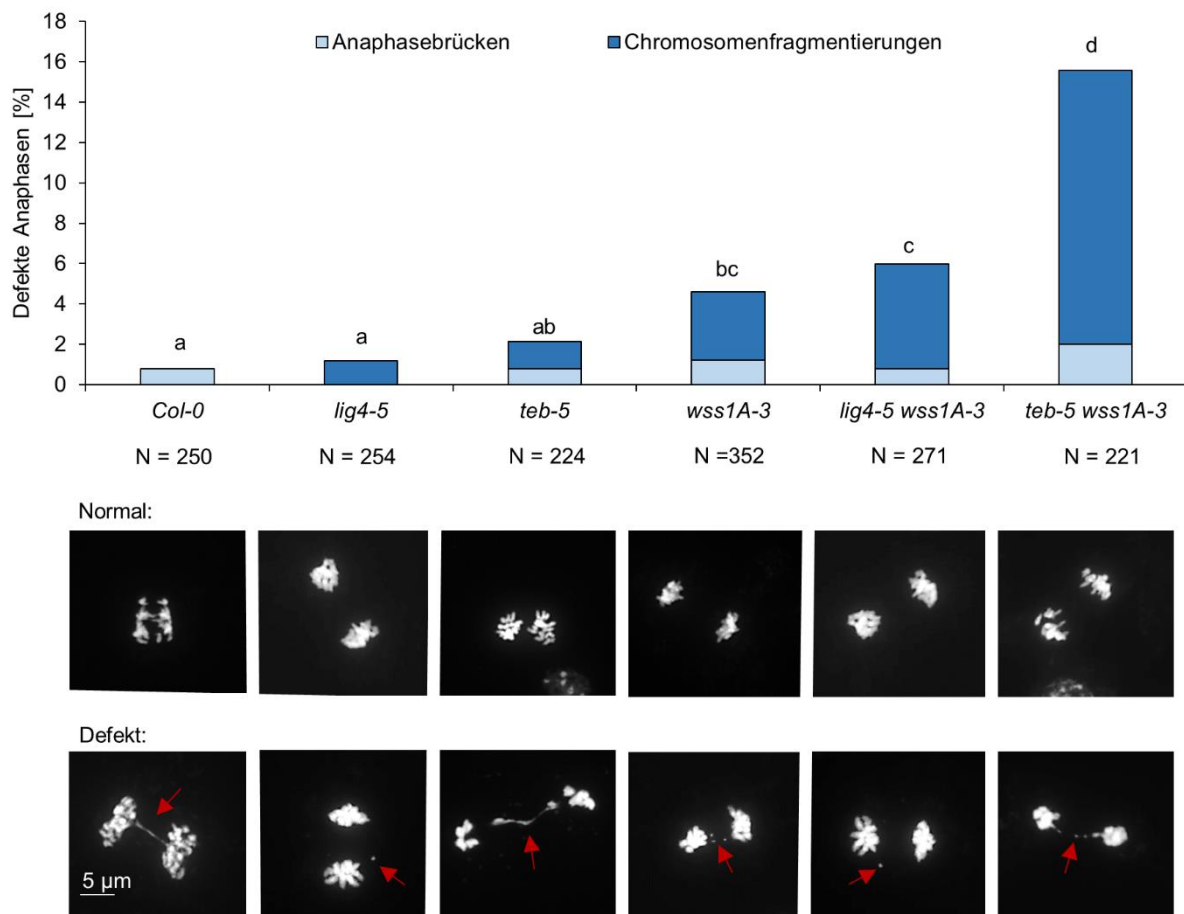 18
16
14
12
10
8
6
4
2
0
Defekte Anaphasen [%]
Anaphasebrücken Chromosomenfragmentierungen
a a ab bc c d
Col-0 lig4-5 teb-5 wss1A-3 lig4-5 wss1A-3 teb-5 wss1A-3
N = 250 N = 254 N = 224 N =352 N = 271 N = 221
Normal:
Defekt:
5 µm